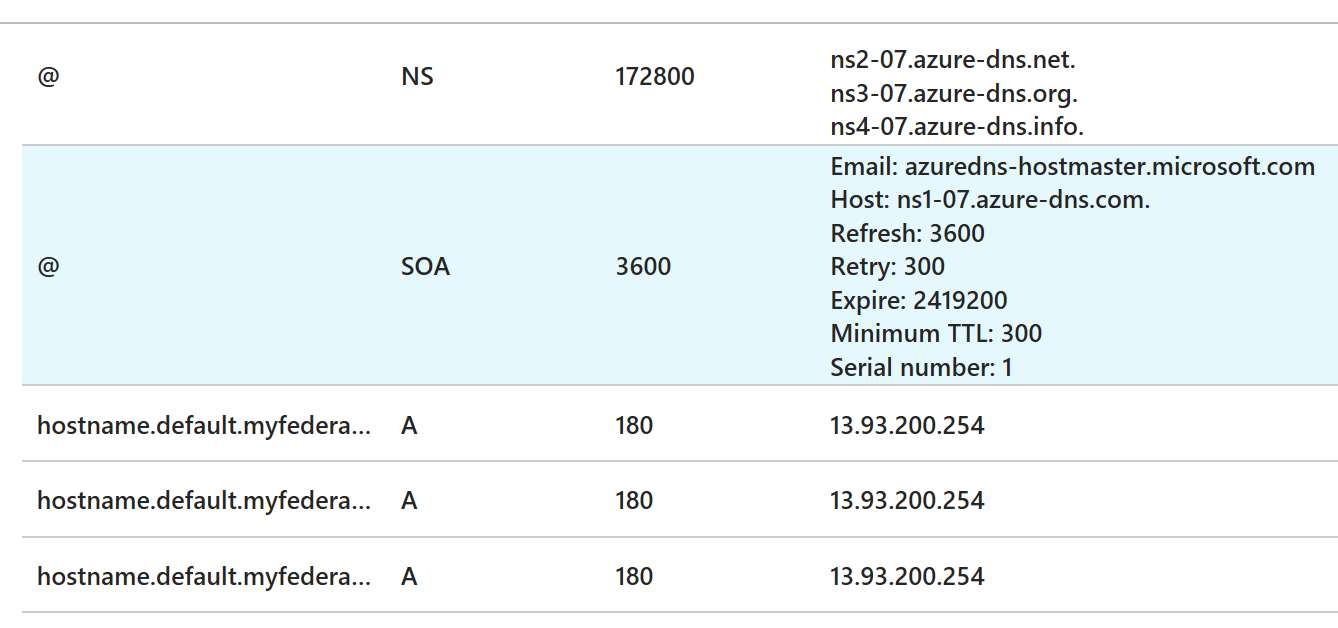 @ NS 172800 ns2-07.azure-dns.net.
ns3-07.azure-dns.org.
ns4-07.azure-dns.info.
@ SOA 3600 Email: azuredns-hostmaster.microsoft.com
Host: ns1-07.azure-dns.com.
Refresh: 3600
Retry: 300
Expire: 2419200
Minimum TTL: 300
Serial number: 1
hostname.default.myfedera... A 180 13.93.200.254
hostname.default.myfedera... A 180 13.93.200.254
hostname.default.myfedera... A 180 13.93.200.254